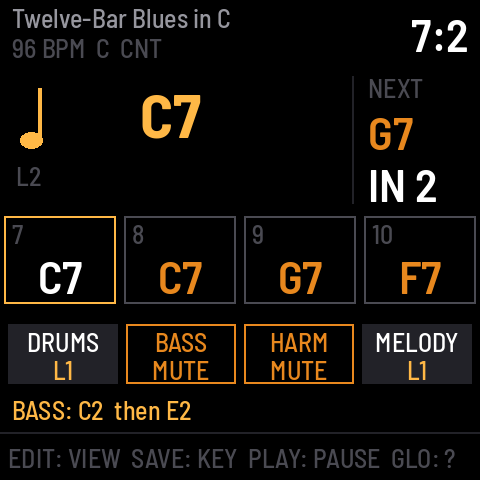 Twelve-Bar Blues in C
96 BPM C CNT
7:2
C7
L2
NEXT
G7
IN 2
7 8 9 10
C7 C7 G7 F7
DRUMS BASS HARM MELODY
L1 MUTE MUTE L1
BASS: C2 then E2
EDIT: VIEW SAVE: KEY PLAY: PAUSE GLO: ?